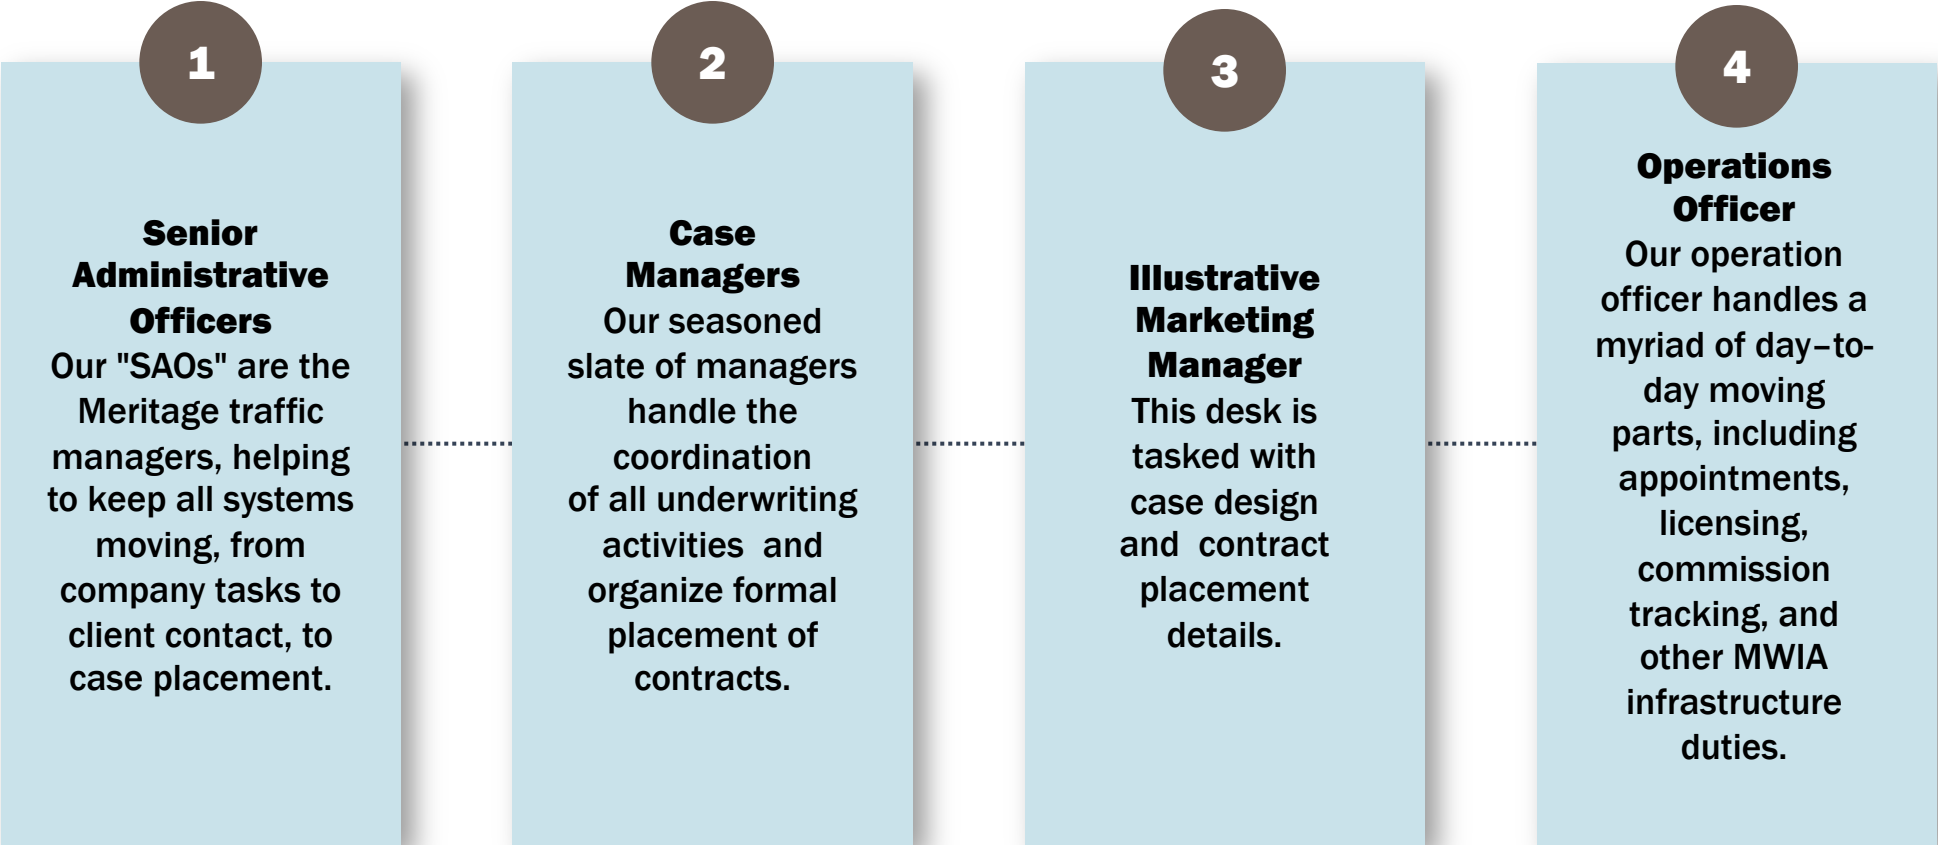 1
Senior
Administrative
Officers
Our "SAOs" are the
Meritage traffic
managers, helping
to keep all systems
moving, from
company tasks to
client contact, to
case placement.
2
Case
Managers
Our seasoned
slate of managers
handle the
coordination
of all underwriting
activities  and
organize formal
placement of
contracts.
3
Illustrative
Marketing
Manager
This desk is
tasked with
case design
and  contract
placement
details.
4
Operations
Officer
Our operation
officer handles a
myriad of day–to-
day moving
parts, including
appointments,
licensing,
commission
tracking, and
other MWIA
infrastructure
duties.